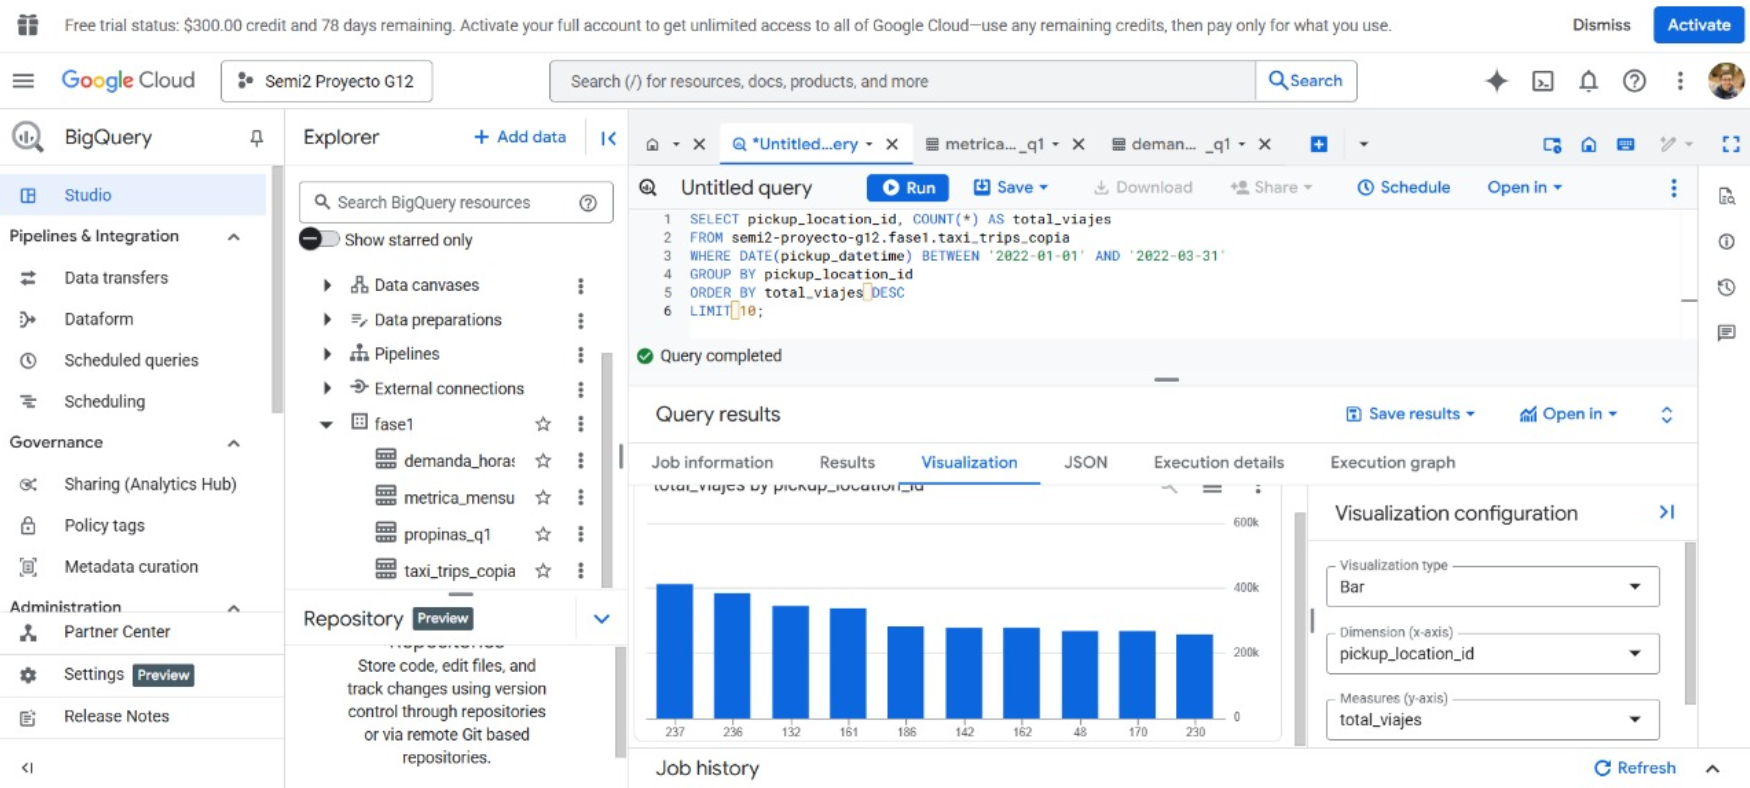 Free trial status: $300.00 credit and 78 days remaining. Activate your full account to get unlimited access to all of Google Cloud—use any remaining credits, then pay only for what you use.
Dismiss
Activate
Google Cloud
Semi2 Proyecto G12
Search (/) for resources, docs, products, and more
Search
BigQuery
Studio
Pipelines & Integration
Data transfers
Dataform
Scheduled queries
Scheduling
Governance
Sharing (Analytics Hub)
Policy tags
Metadata curation
Administration
Partner Center
Settings Preview
Release Notes
Explorer
+ Add data
Search BigQuery resources
Show starred only
Data canvases
Data preparations
Pipelines
External connections
fase1
demanda_horas
metrica_mensu
propinas_q1
taxi_trips_copia
Repository Preview
Repositories
Store code, edit files, and
track changes using version
control through repositories
or via remote Git based
repositories.
*Untitled...ery
metrica..._q1
deman... _q1
Untitled query
Run
Save
Download
Share
Schedule
Open in
1 SELECT pickup_location_id, COUNT(*) AS total_viajes
2 FROM semi2-proyecto-g12.fase1.taxi_trips_copia
3 WHERE DATE(pickup_datetime) BETWEEN '2022-01-01' AND '2022-03-31'
4 GROUP BY pickup_location_id
5 ORDER BY total_viajes DESC
6 LIMIT 10;
Query completed
Query results
Save results
Open in
Job information
Results
Visualization
JSON
Execution details
Execution graph
total_viajes by pickup_location_id
600k
400k
200k
0
237 236 132 161 186 142 162 48 170 230
Visualization configuration
Visualization type
Bar
Dimension (x-axis)
pickup_location_id
Measures (y-axis)
total_viajes
Job history
Refresh